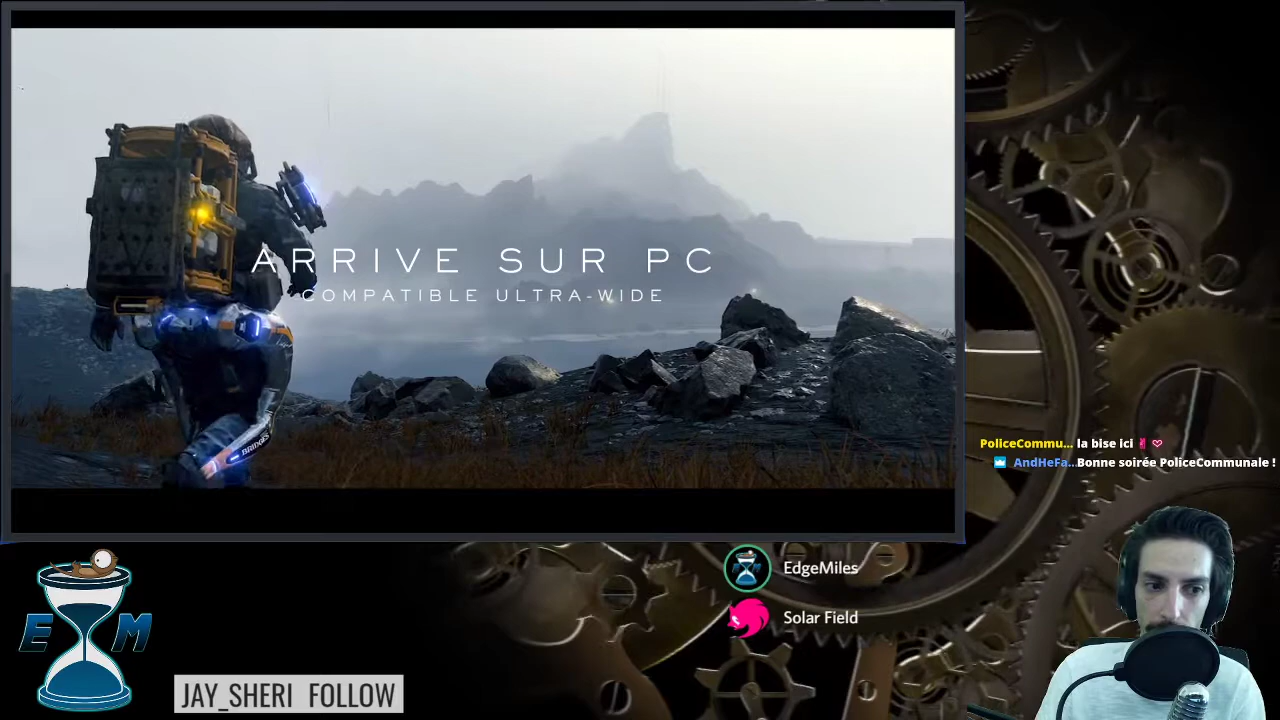 ARRIVE SUR PC
COMPATIBLE ULTRA-WIDE
BRIDGES
PoliceCommu... la bise ici
AndHeFa...Bonne soirée PoliceCommunale !
EdgeMiles
Solar Field
E M
JAY_SHERI FOLLOW